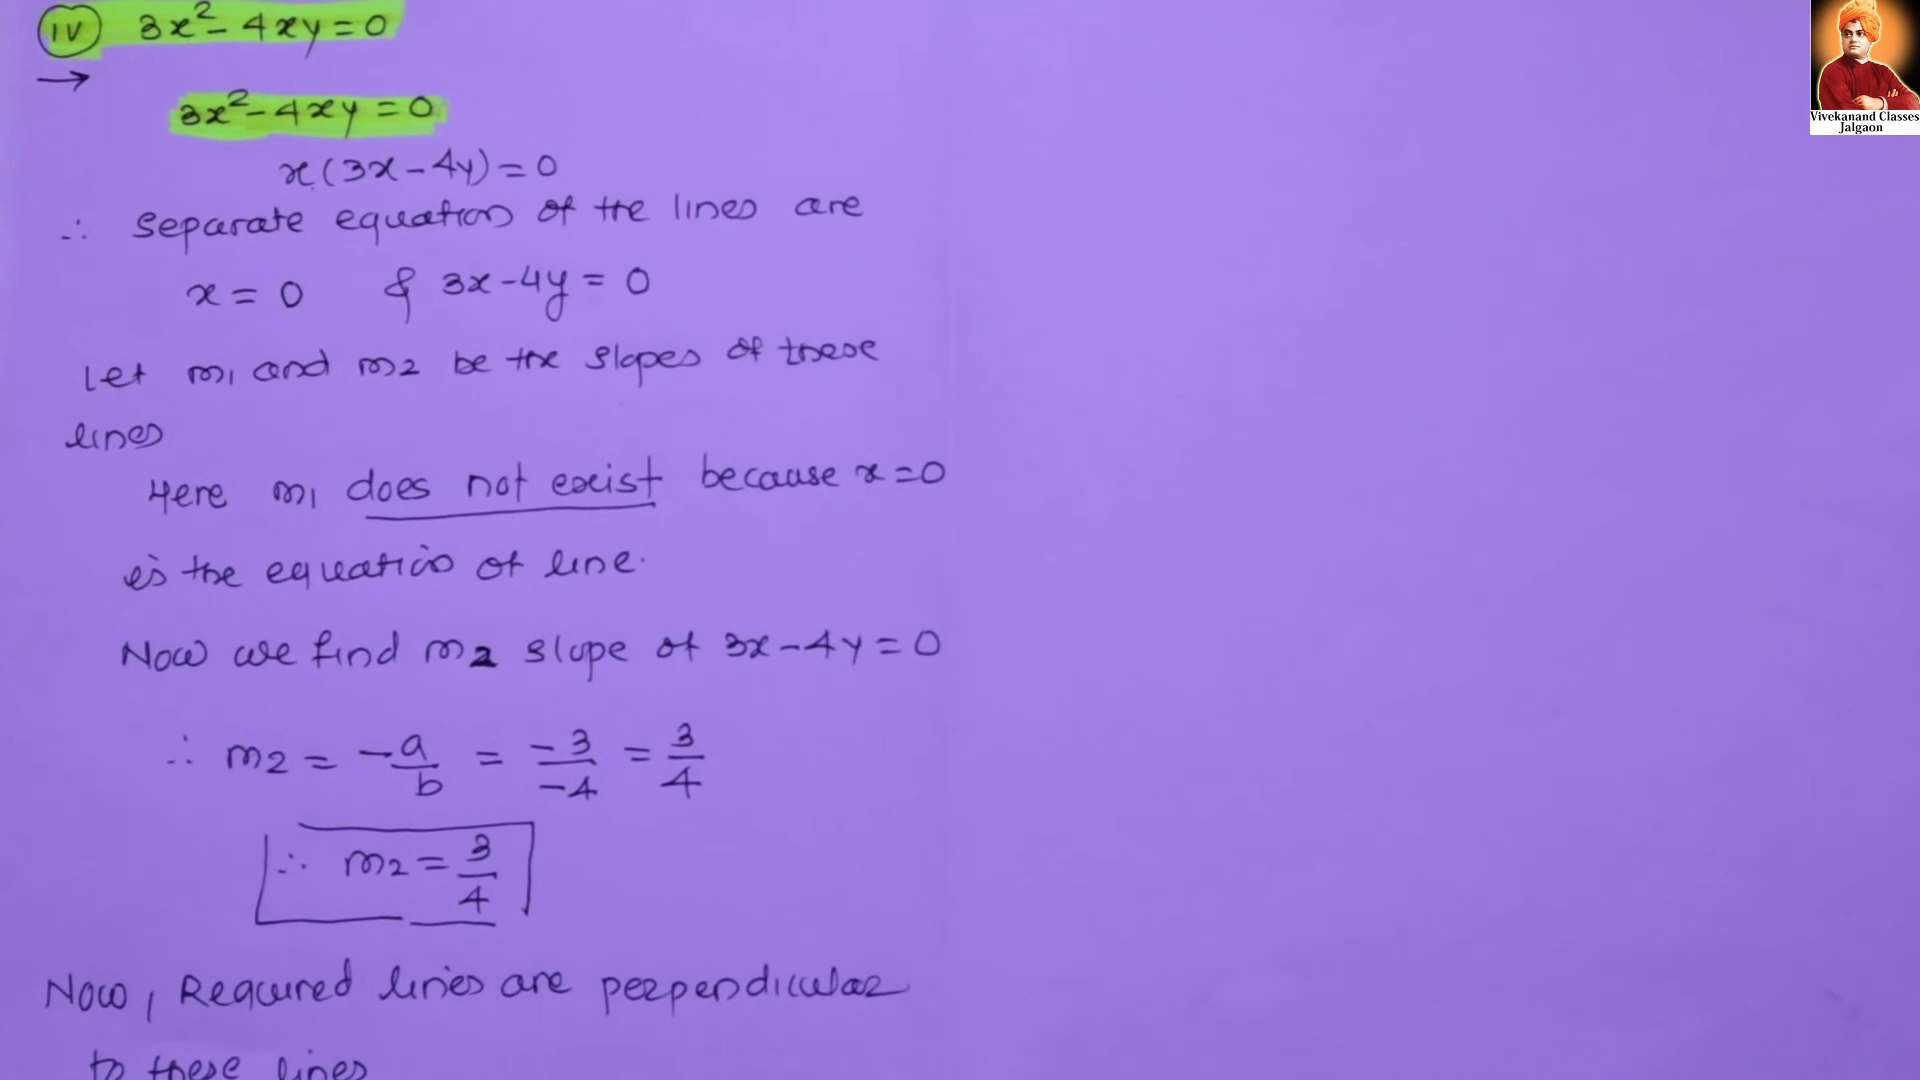 (iv) 3x² - 4xy = 0
→
3x² - 4xy = 0
x(3x - 4y) = 0
∴ Separate equation of the lines are
x = 0 & 3x - 4y = 0
Let m₁ and m₂ be the slopes of these
lines
Here m₁ does not exist because x = 0
is the equation of line.
Now we find m₂ slope of 3x - 4y = 0
∴ m₂ = -a/b = -3/-4 = 3/4
∴ m₂ = 3/4
Now, Required lines are perpendicular
to these lines
Vivekanand Classes
Jalgaon